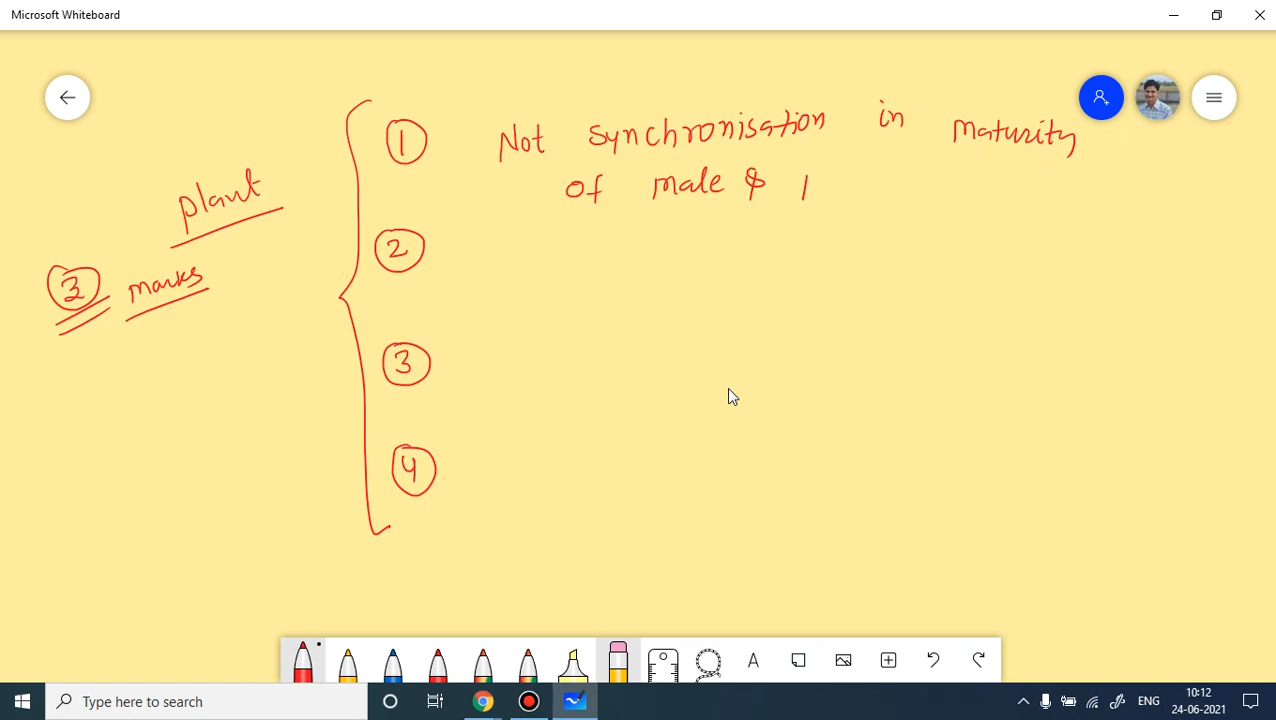 Microsoft Whiteboard
① Not synchronisation in maturity
of male & 
plant
②
③ marks
③
④
A
Type here to search
ENG
10:12
24-06-2021